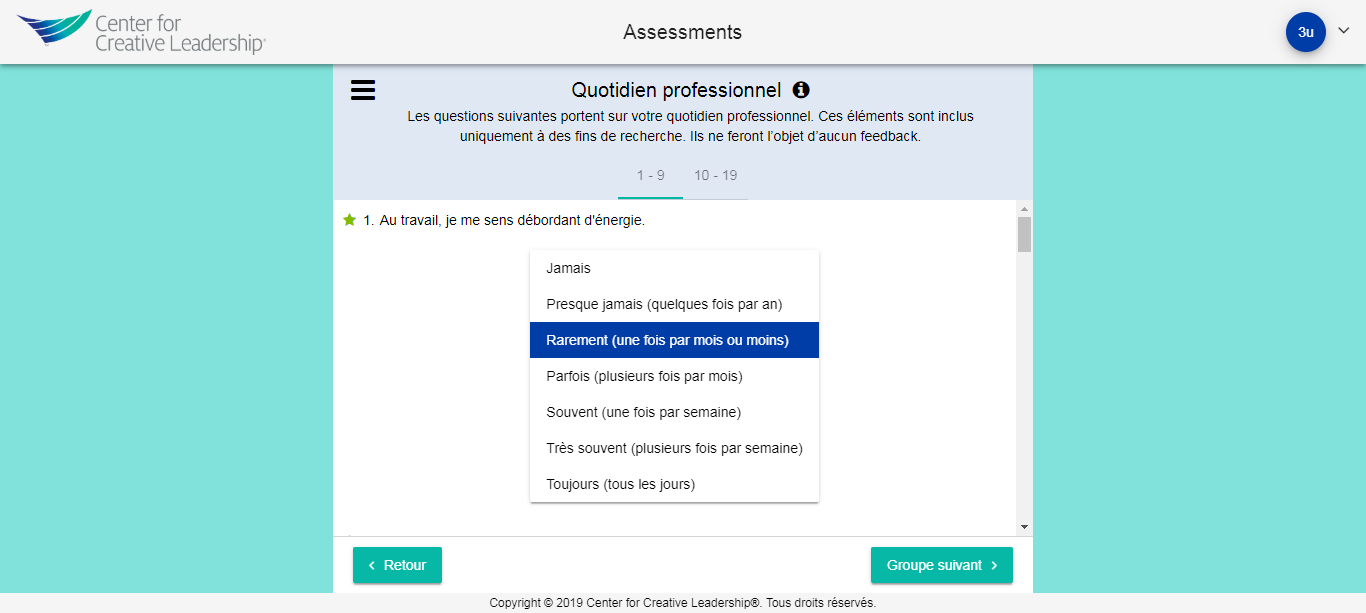 Center for
Creative Leadership®
Assessments
3u
Quotidien professionnel
Les questions suivantes portent sur votre quotidien professionnel. Ces éléments sont inclus
uniquement à des fins de recherche. Ils ne feront l'objet d'aucun feedback.
1 - 9
10 - 19
1. Au travail, je me sens débordant d'énergie.
Jamais
Presque jamais (quelques fois par an)
Rarement (une fois par mois ou moins)
Parfois (plusieurs fois par mois)
Souvent (une fois par semaine)
Très souvent (plusieurs fois par semaine)
Toujours (tous les jours)
Retour
Groupe suivant
Copyright © 2019 Center for Creative Leadership®. Tous droits réservés.